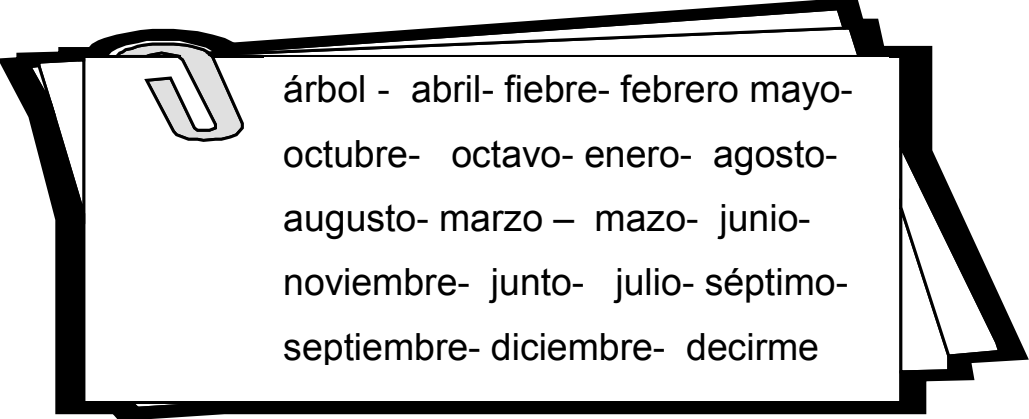 árbol - abril- fiebre- febrero mayo-
octubre- octavo- enero- agosto-
augusto- marzo – mazo- junio-
noviembre- junto- julio- séptimo-
septiembre- diciembre- decirme